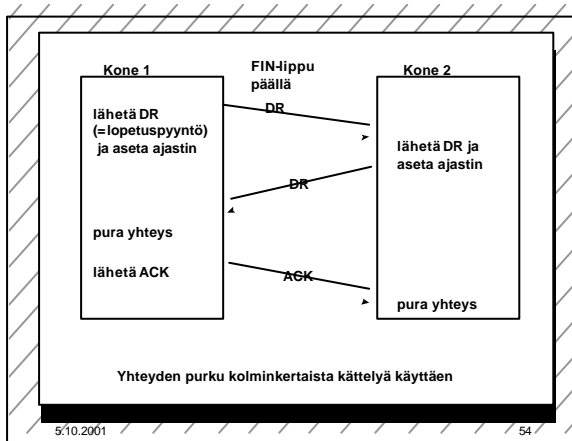 Kone 1
FIN-lippu
päällä
Kone 2
DR
lähetä DR
(=lopetuspyyntö)
ja aseta ajastin
lähetä DR ja
aseta ajastin
DR
pura yhteys
lähetä ACK
ACK
pura yhteys
Yhteyden purku kolminkertaista kättelyä käyttäen
5.10.2001
54